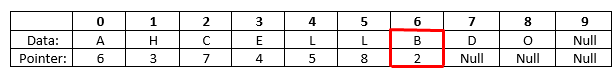 0 1 2 3 4 5 6 7 8 9
Data: A H C E L L B D O Null
Pointer: 6 3 7 4 5 8 2 Null Null Null